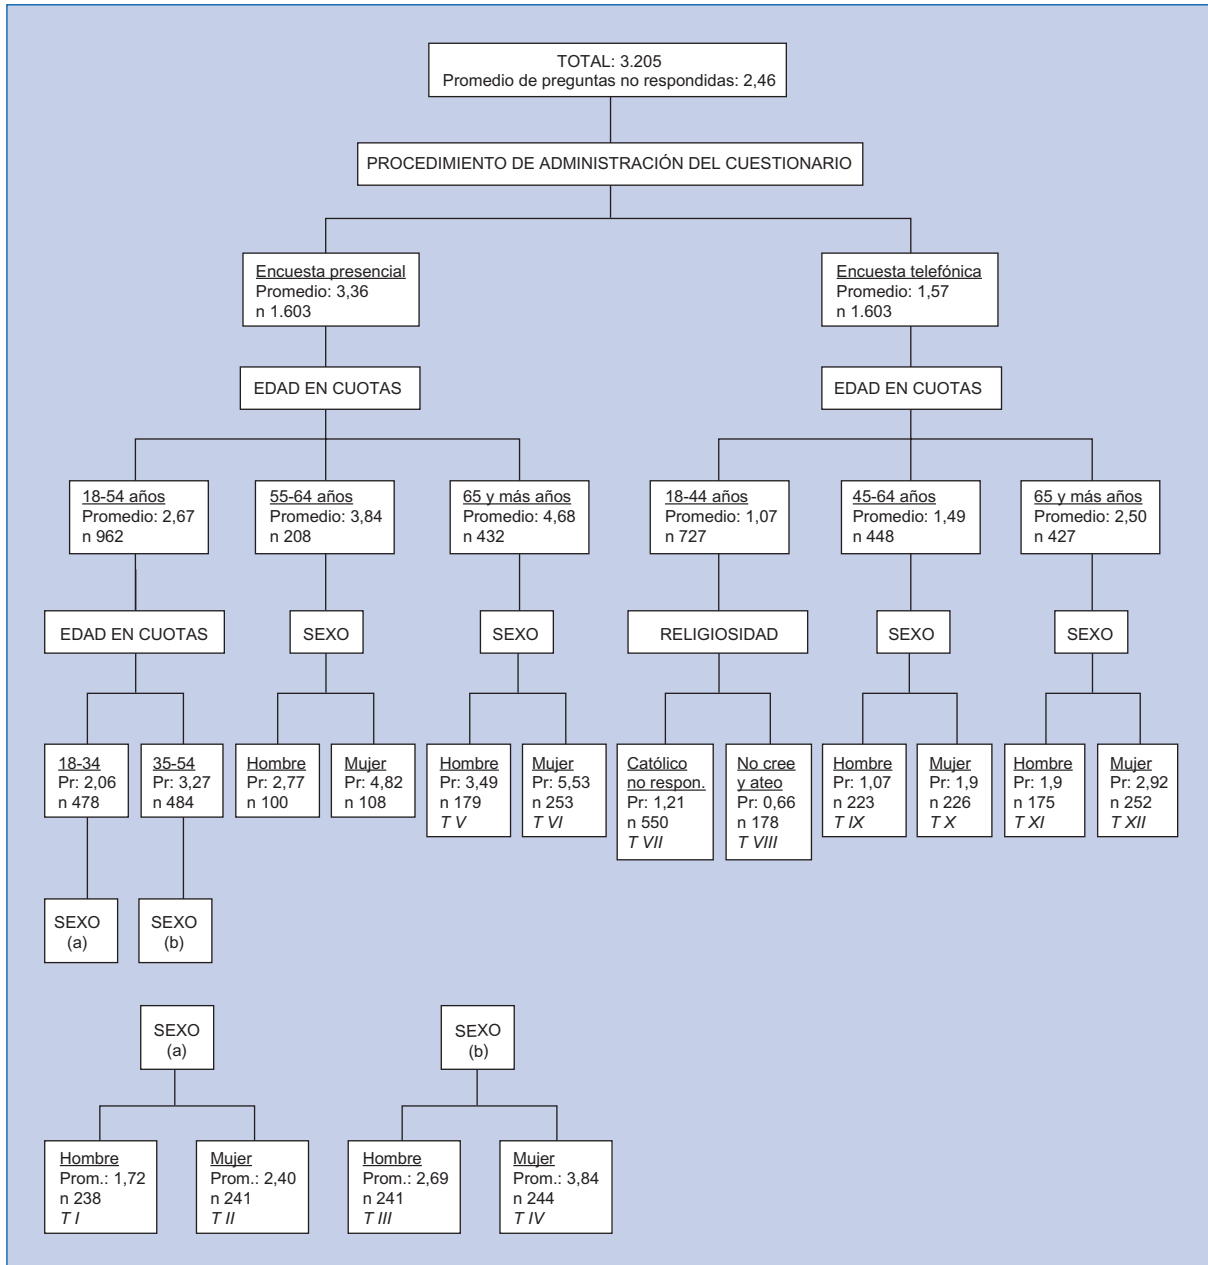 TOTAL: 3.205
Promedio de preguntas no respondidas: 2,46
PROCEDIMIENTO DE ADMINISTRACIÓN DEL CUESTIONARIO
Encuesta presencial
Promedio: 3,36
n 1.603
Encuesta telefónica
Promedio: 1,57
n 1.603
EDAD EN CUOTAS
EDAD EN CUOTAS
18-54 años
Promedio: 2,67
n 962
55-64 años
Promedio: 3,84
n 208
65 y más años
Promedio: 4,68
n 432
18-44 años
Promedio: 1,07
n 727
45-64 años
Promedio: 1,49
n 448
65 y más años
Promedio: 2,50
n 427
EDAD EN CUOTAS
SEXO
SEXO
RELIGIOSIDAD
SEXO
SEXO
18-34
Pr: 2,06
n 478
35-54
Pr: 3,27
n 484
Hombre
Pr: 2,77
n 100
Mujer
Pr: 4,82
n 108
Hombre
Pr: 3,49
n 179
T V
Mujer
Pr: 5,53
n 253
T VI
Católico
no respon.
Pr: 1,21
n 550
T VII
No cree
y ateo
Pr: 0,66
n 178
T VIII
Hombre
Pr: 1,07
n 223
T IX
Mujer
Pr: 1,9
n 226
T X
Hombre
Pr: 1,9
n 175
T XI
Mujer
Pr: 2,92
n 252
T XII
SEXO
(a)
SEXO
(b)
SEXO
(a)
SEXO
(b)
Hombre
Prom.: 1,72
n 238
T I
Mujer
Prom.: 2,40
n 241
T II
Hombre
Prom.: 2,69
n 241
T III
Mujer
Prom.: 3,84
n 244
T IV